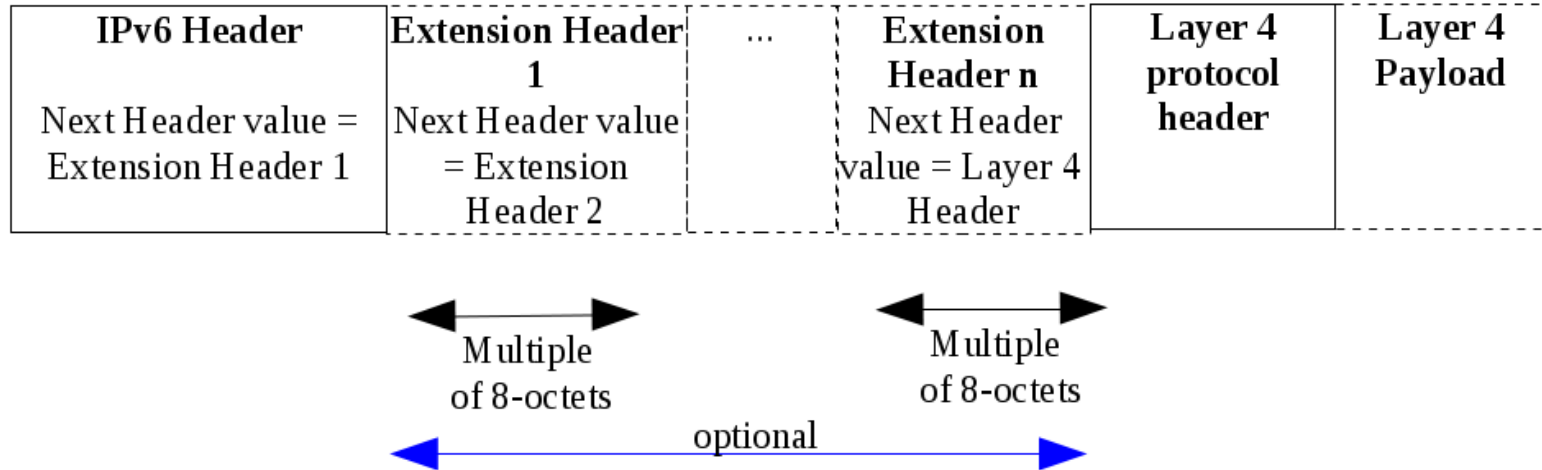 IPv6 Header
Next Header value =
Extension Header 1
Extension Header
1
Next Header value
= Extension
Header 2
...
Extension
Header n
Next Header
value = Layer 4
Header
Layer 4
protocol
header
Layer 4
Payload
Multiple
of 8-octets
Multiple
of 8-octets
optional